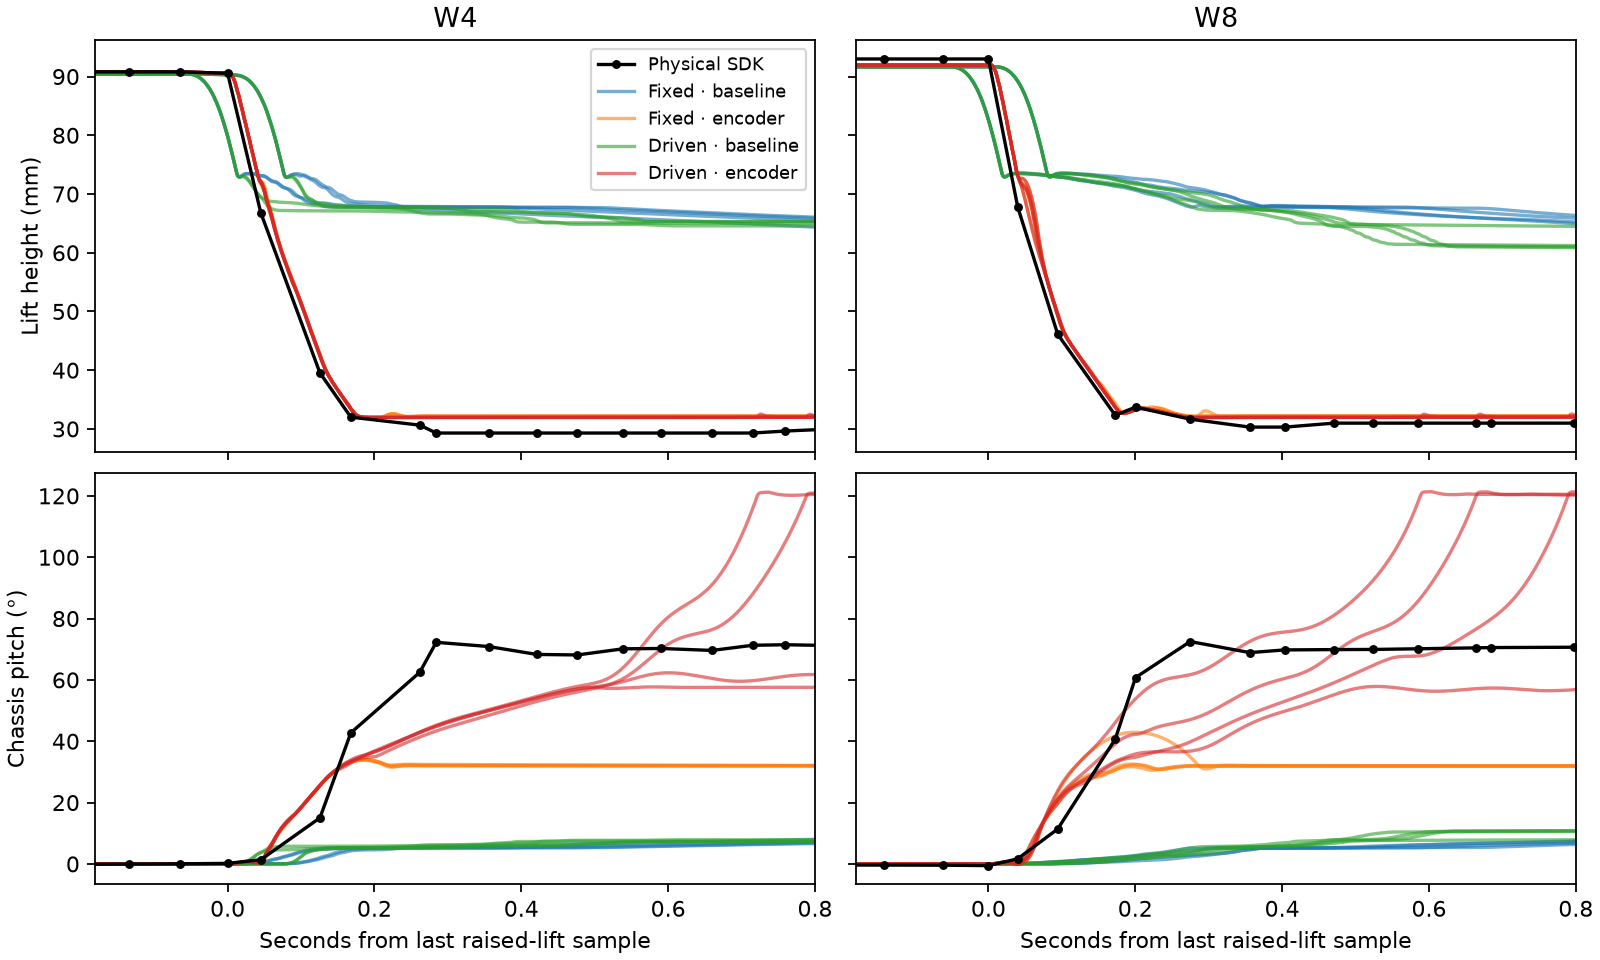 W4
W8
90
80
70
60
50
40
30
Lift height (mm)
Physical SDK
Fixed · baseline
Fixed · encoder
Driven · baseline
Driven · encoder
120
100
80
60
40
20
0
Chassis pitch (°)
0.0 0.2 0.4 0.6 0.8
0.0 0.2 0.4 0.6 0.8
Seconds from last raised-lift sample
Seconds from last raised-lift sample